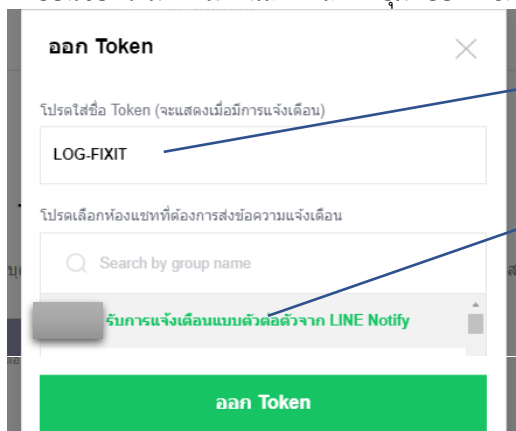 ออก Token
โปรดใส่ชื่อ Token (จะแสดงเมื่อมีการแจ้งเตือน)
LOG-FIXIT
โปรดเลือกห้องแชทที่ต้องการส่งข้อความแจ้งเตือน
Search by group name
รับการแจ้งเตือนแบบตัวต่อตัวจาก LINE Notify
ออก Token